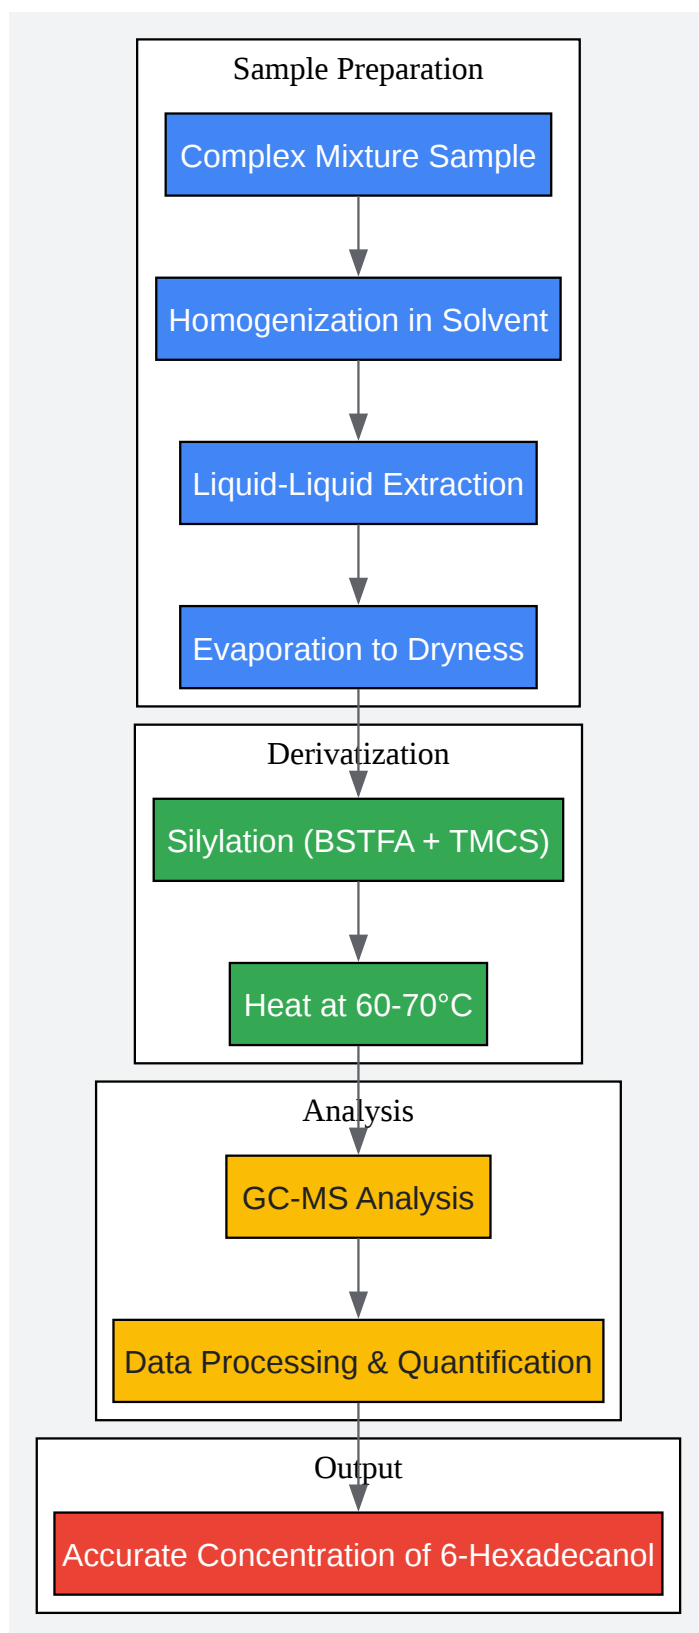 Sample Preparation
Complex Mixture Sample
Homogenization in Solvent
Liquid-Liquid Extraction
Evaporation to Dryness
Derivatization
Silylation (BSTFA + TMCS)
Heat at 60-70°C
Analysis
GC-MS Analysis
Data Processing & Quantification
Output
Accurate Concentration of 6-Hexadecanol